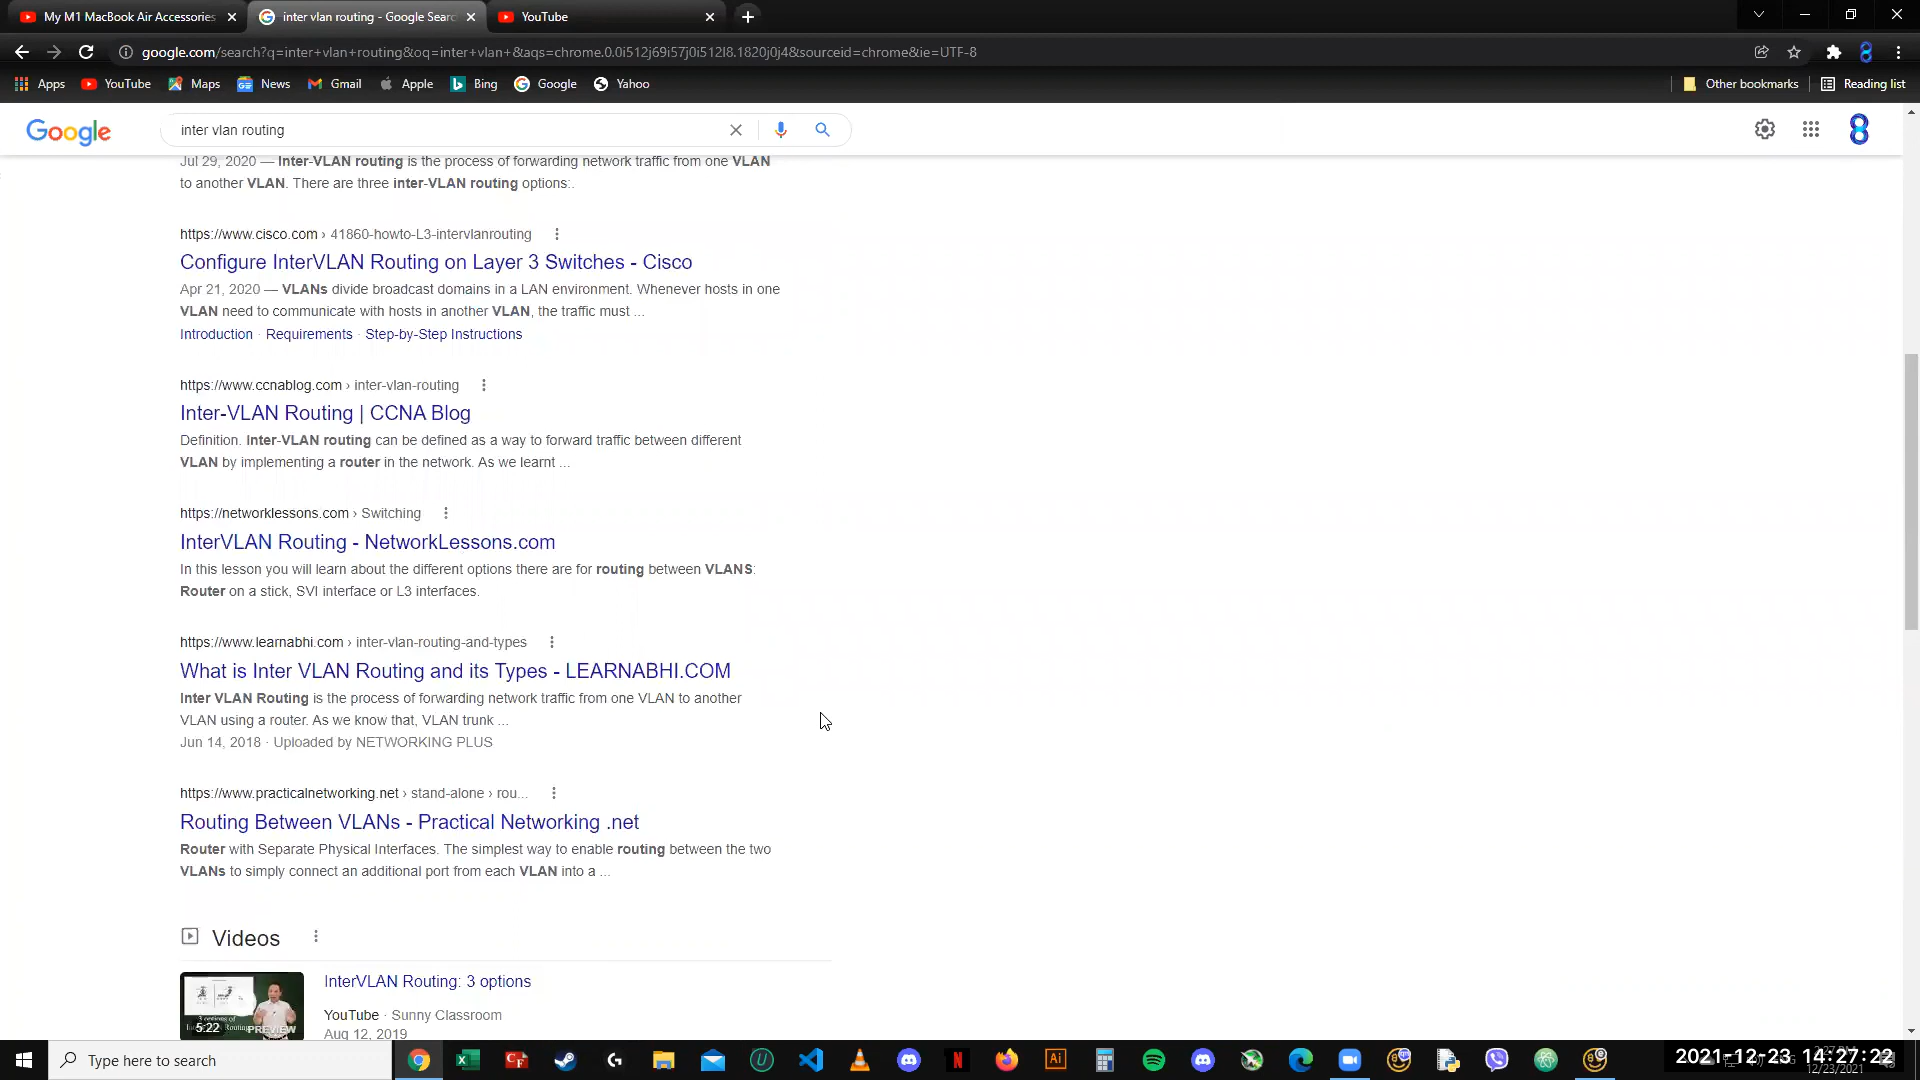 My M1 MacBook Air Accessories
inter vlan routing - Google Searc
YouTube
google.com/search?q=inter+vlan+routing&oq=inter+vlan+&aqs=chrome.0.0i512j69i57j0i512l8.1820j0j4&sourceid=chrome&ie=UTF-8
Apps YouTube Maps News Gmail Apple Bing Google Yahoo Other bookmarks Reading list
Google inter vlan routing
Jul 29, 2020 — Inter-VLAN routing is the process of forwarding network traffic from one VLAN
to another VLAN. There are three inter-VLAN routing options:.
https://www.cisco.com › 41860-howto-L3-intervlanrouting
Configure InterVLAN Routing on Layer 3 Switches - Cisco
Apr 21, 2020 — VLANs divide broadcast domains in a LAN environment. Whenever hosts in one
VLAN need to communicate with hosts in another VLAN, the traffic must ...
Introduction · Requirements · Step-by-Step Instructions
https://www.ccnablog.com › inter-vlan-routing
Inter-VLAN Routing | CCNA Blog
Definition. Inter-VLAN routing can be defined as a way to forward traffic between different
VLAN by implementing a router in the network. As we learnt ...
https://networklessons.com › Switching
InterVLAN Routing - NetworkLessons.com
In this lesson you will learn about the different options there are for routing between VLANS:
Router on a stick, SVI interface or L3 interfaces.
https://www.learnabhi.com › inter-vlan-routing-and-types
What is Inter VLAN Routing and its Types - LEARNABHI.COM
Inter VLAN Routing is the process of forwarding network traffic from one VLAN to another
VLAN using a router. As we know that, VLAN trunk ...
Jun 14, 2018 · Uploaded by NETWORKING PLUS
https://www.practicalnetworking.net › stand-alone › rou...
Routing Between VLANs - Practical Networking .net
Router with Separate Physical Interfaces. The simplest way to enable routing between the two
VLANs to simply connect an additional port from each VLAN into a ...
Videos
InterVLAN Routing: 3 options
YouTube · Sunny Classroom
Aug 12, 2019
5:22
PREVIEW
Type here to search
2021-12-23 14:27:22
12/23/2021